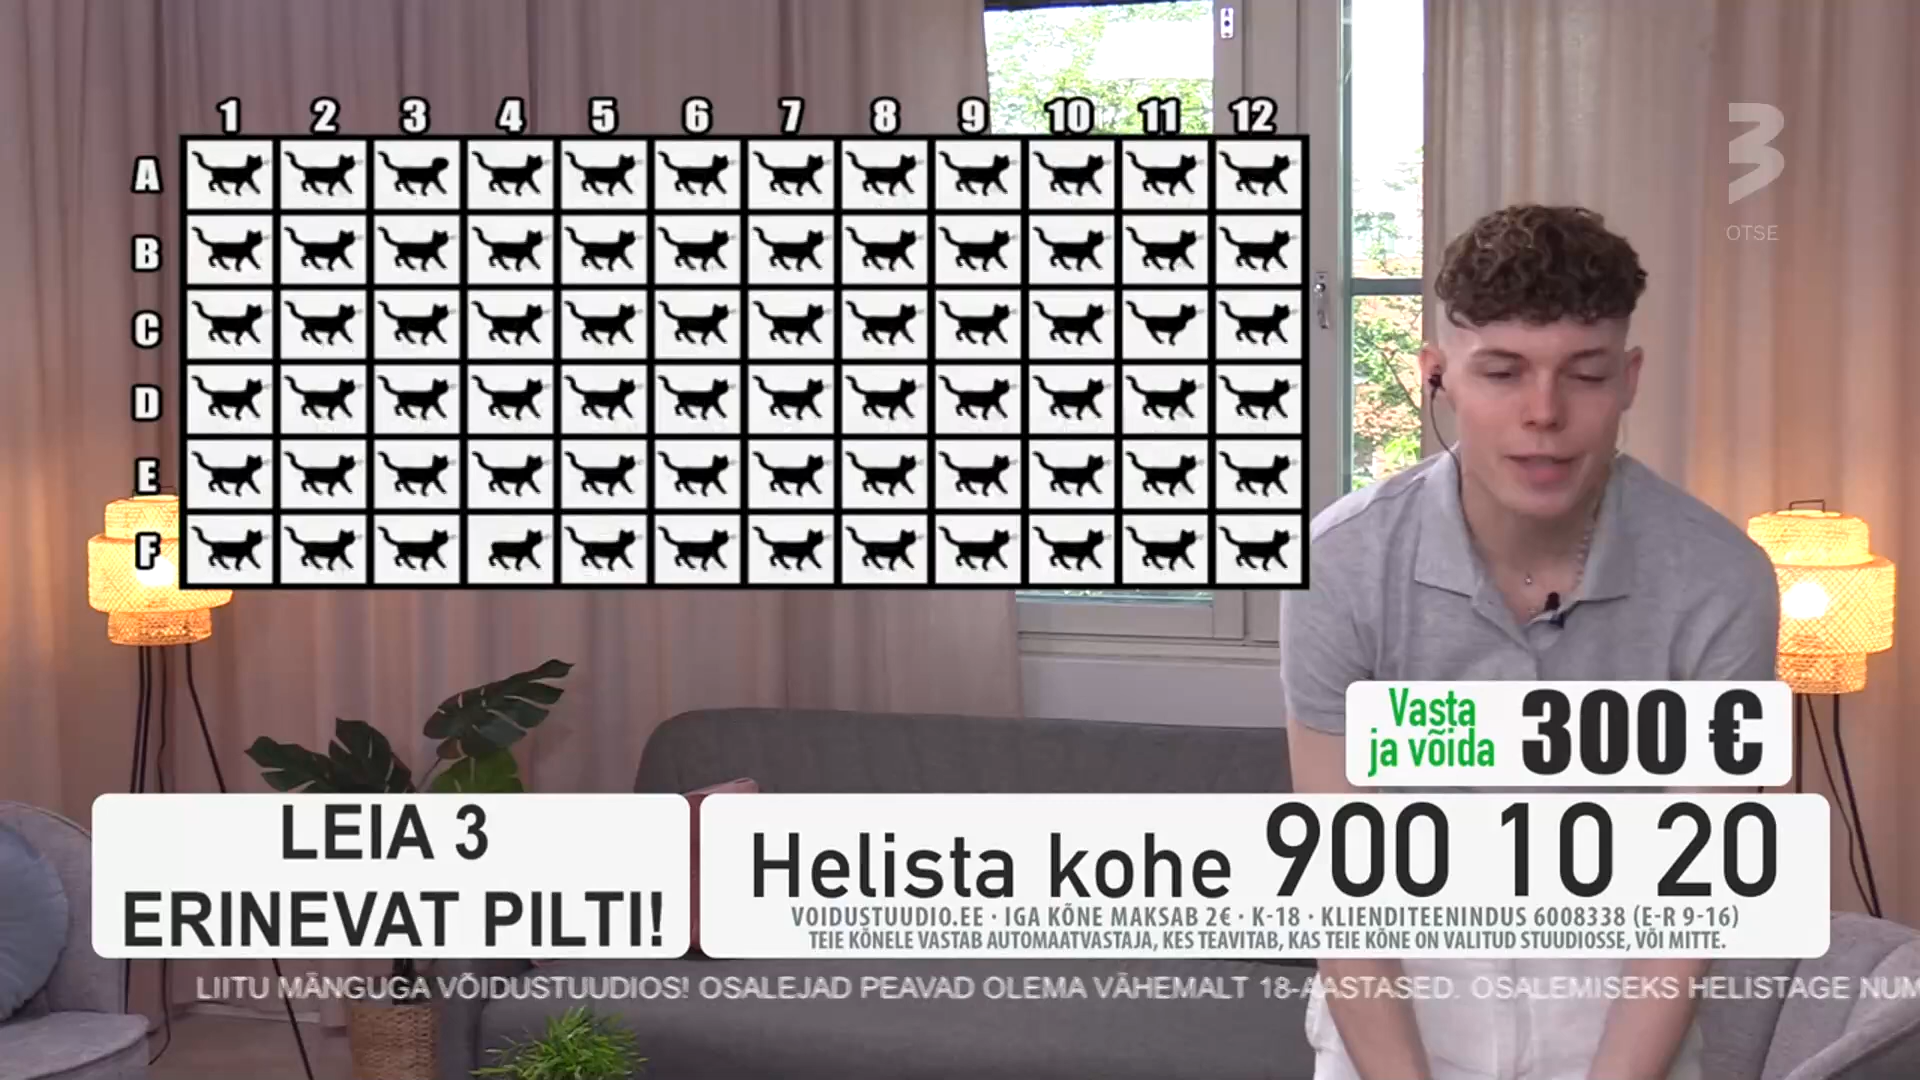 1 2 3 4 5 6 7 8 9 10 11 12
A
B
C
D
E
F
3
OTSE
Vasta
ja võida
300 €
LEIA 3
ERINEVAT PILTI!
Helista kohe 900 10 20
VOIDUSTUUDIO.EE · IGA KÕNE MAKSAB 2€ · K-18 · KLIENDITEENINDUS 6008338 (E-R 9-16)
TEIE KÕNELE VASTAB AUTOMAATVASTAJA, KES TEAVITAB, KAS TEIE KÕNE ON VALITUD STUUDIOSSE, VÕI MITTE.
LIITU MÄNGUGA VÕIDUSTUUDIOS! OSALEJAD PEAVAD OLEMA VÄHEMALT 18-AASTASED. OSALEMISEKS HELISTAGE NUM